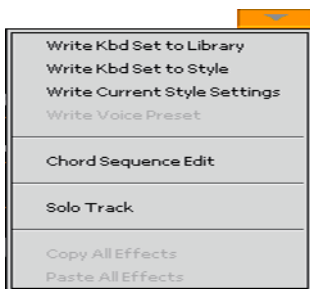 Write Kbd Set to Library
Write Kbd Set to Style
Write Current Style Settings
Write Voice Preset
Chord Sequence Edit
Solo Track
Copy All Effects
Paste All Effects